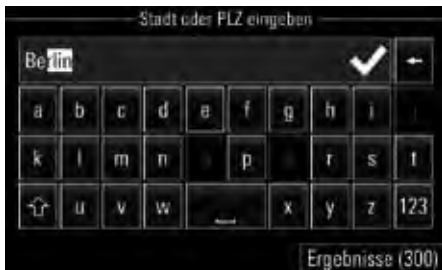 Stadt oder PLZ eingeben
Berlin
a b c d e f g h i
k l m n p r s t
u v w x y z 123
Ergebnisse (300)